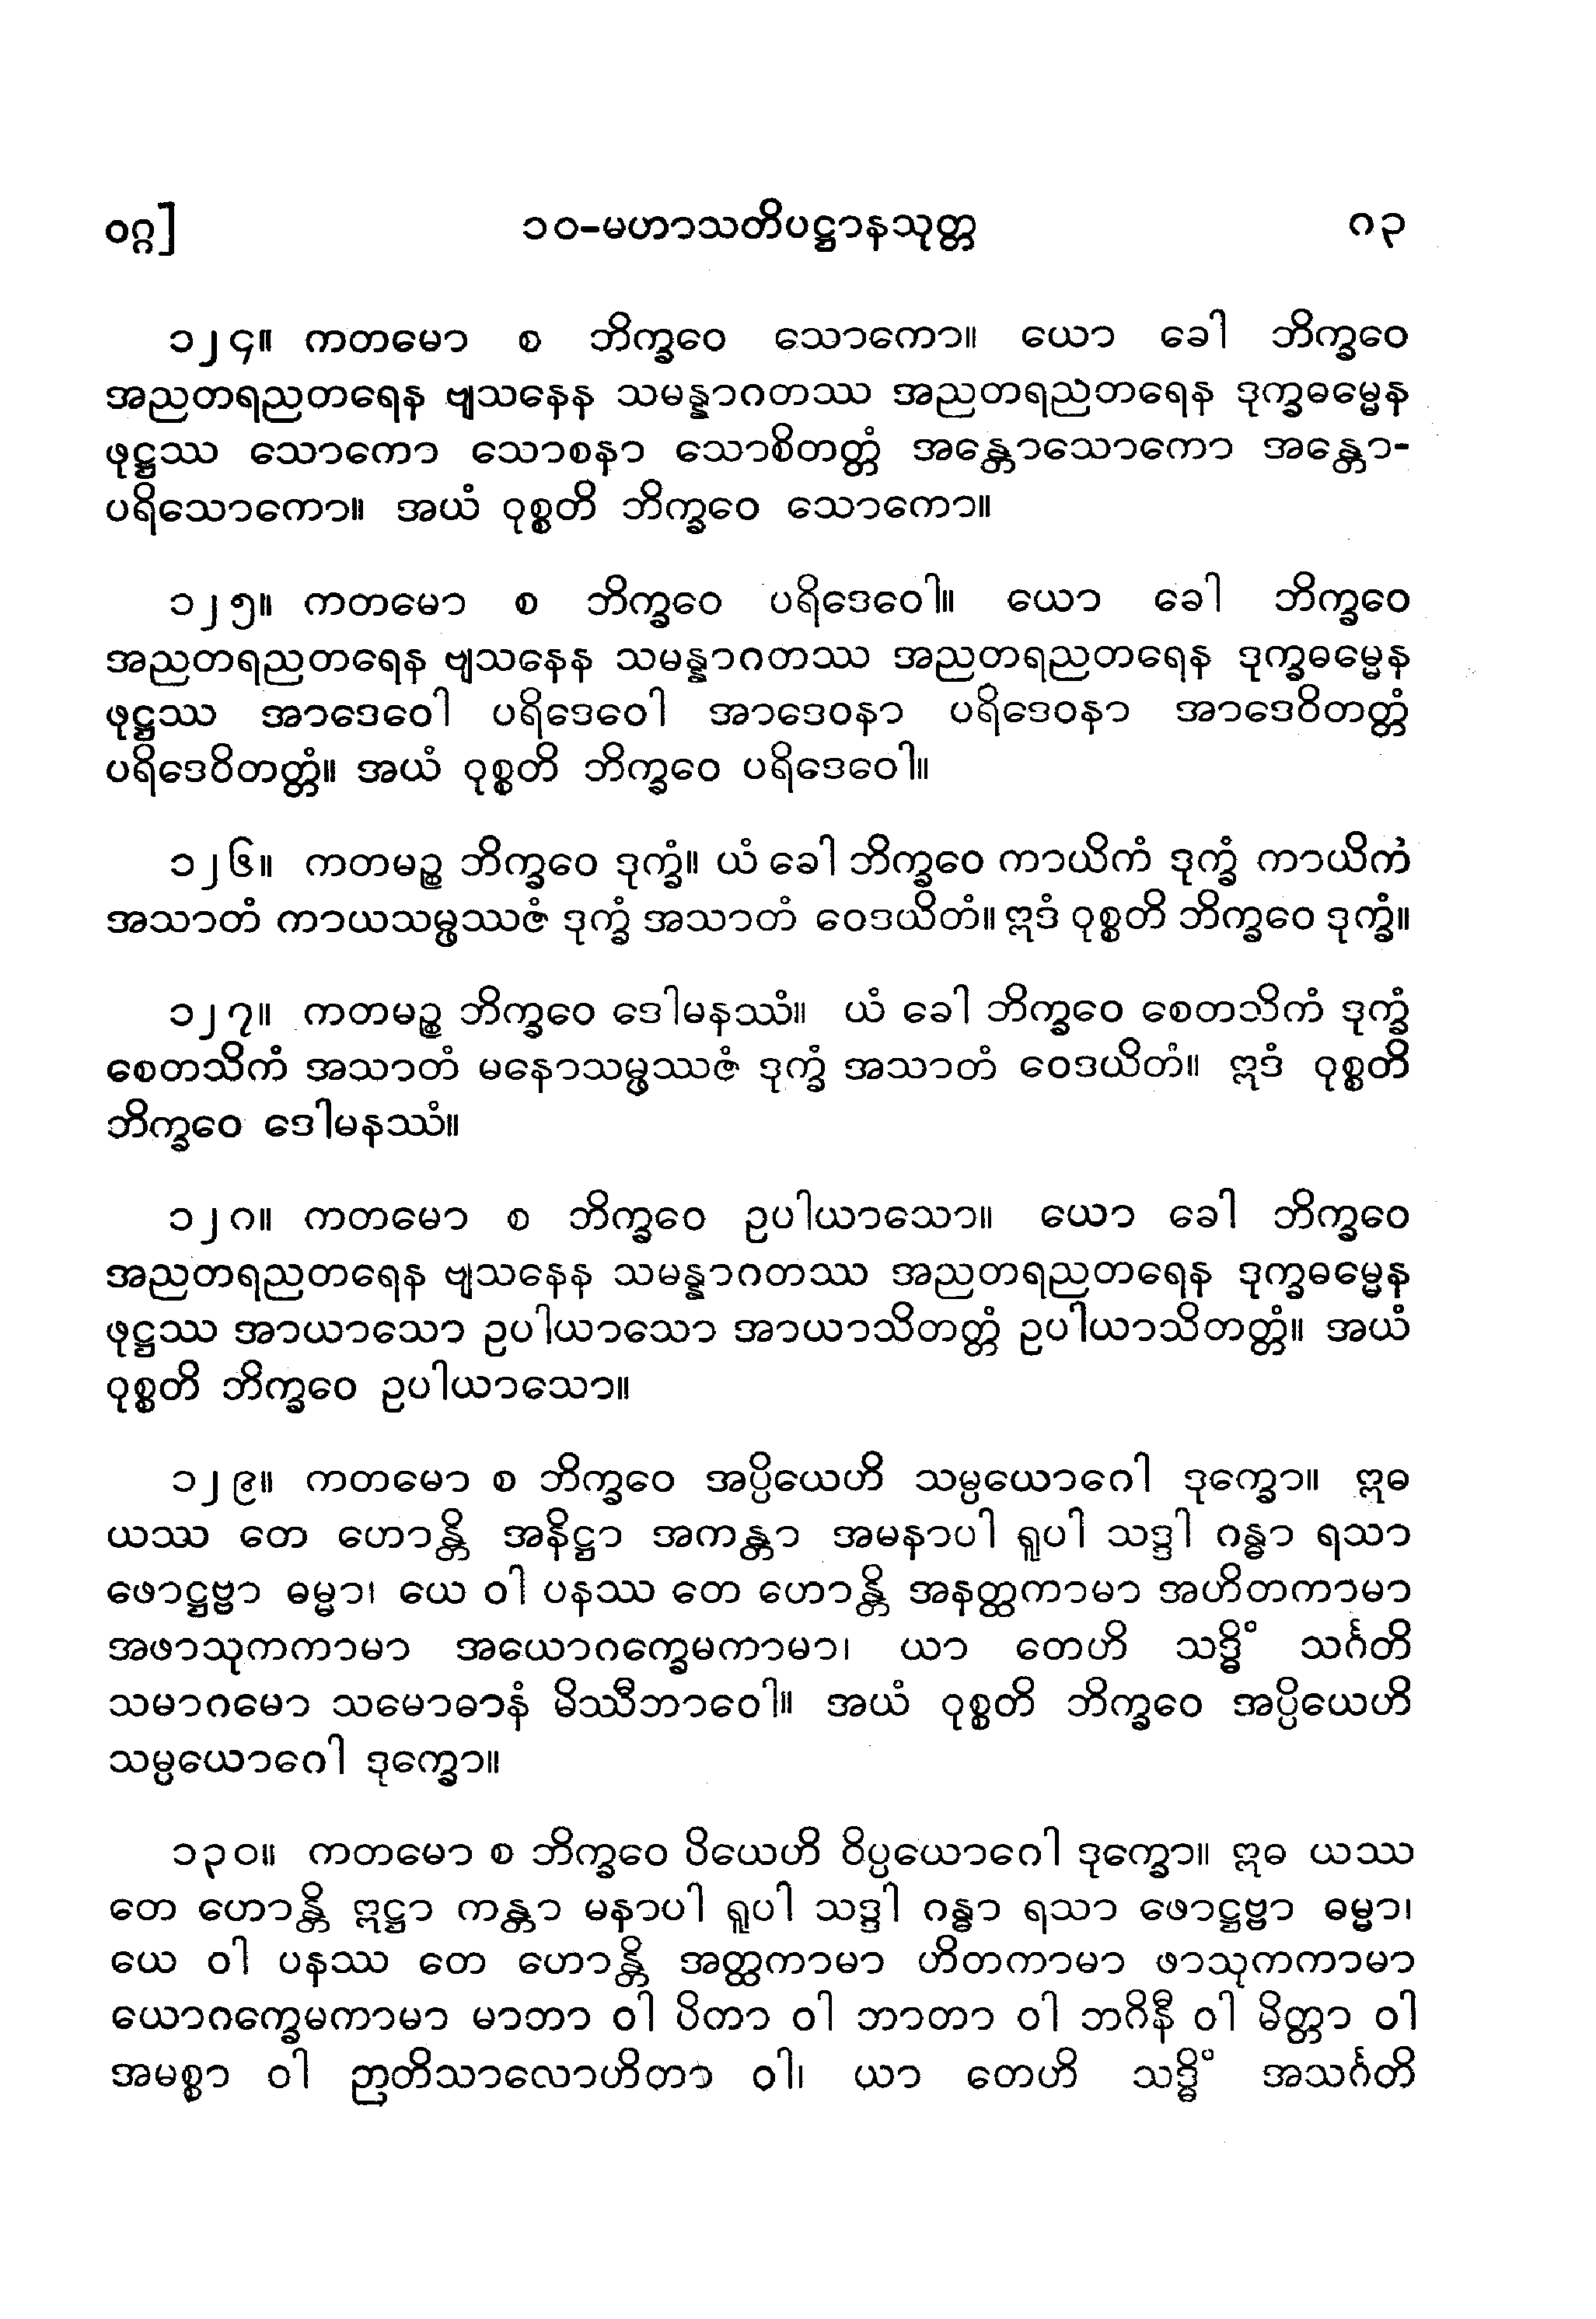 ၀ဂ္ဂ] ၁၀-မဟာသတိပဋ္ဌာနသုတ္တ ဂ၃
၁၂၄။ ကတမော စ ဘိက္ခဝေ သောကော။ ယော ခေါ ဘိက္ခဝေ
အညတရညတရေန ဗျသနေန သမန္နာဂတဿ အညတရညတရေန ဒုက္ခဓမ္မေန
ဖုဋ္ဌဿ သောကော သောစနာ သောစိတတ္တံ အန္တောသောကော အန္တော-
ပရိသောကော။ အယံ ဝုစ္စတိ ဘိက္ခဝေ သောကော။
၁၂၅။ ကတမော စ ဘိက္ခဝေ ပရိဒေဝေါ။ ယော ခေါ ဘိက္ခဝေ
အညတရညတရေန ဗျသနေန သမန္နာဂတဿ အညတရညတရေန ဒုက္ခဓမ္မေန
ဖုဋ္ဌဿ အာဒေဝေါ ပရိဒေဝေါ အာဒေဝနာ ပရိဒေဝနာ အာဒေဝိတတ္တံ
ပရိဒေဝိတတ္တံ။ အယံ ဝုစ္စတိ ဘိက္ခဝေ ပရိဒေဝေါ။
၁၂၆။ ကတမဉ္စ ဘိက္ခဝေ ဒုက္ခံ။ ယံ ခေါ ဘိက္ခဝေ ကာယိကံ ဒုက္ခံ ကာယိကံ
အသာတံ ကာယသမ္ဖဿဇံ ဒုက္ခံ အသာတံ ဝေဒယိတံ။ ဣဒံ ဝုစ္စတိ ဘိက္ခဝေ ဒုက္ခံ။
၁၂၇။ ကတမဉ္စ ဘိက္ခဝေ ဒေါမနဿံ။ ယံ ခေါ ဘိက္ခဝေ စေတသိကံ ဒုက္ခံ
စေတသိကံ အသာတံ မနောသမ္ဖဿဇံ ဒုက္ခံ အသာတံ ဝေဒယိတံ။ ဣဒံ ဝုစ္စတိ
ဘိက္ခဝေ ဒေါမနဿံ။
၁၂ဂ။ ကတမော စ ဘိက္ခဝေ ဥပါယာသော။ ယော ခေါ ဘိက္ခဝေ
အညတရညတရေန ဗျသနေန သမန္နာဂတဿ အညတရညတရေန ဒုက္ခဓမ္မေန
ဖုဋ္ဌဿ အာယာသော ဥပါယာသော အာယာသိတတ္တံ ဥပါယာသိတတ္တံ။ အယံ
ဝုစ္စတိ ဘိက္ခဝေ ဥပါယာသော။
၁၂၉။ ကတမော စ ဘိက္ခဝေ အပ္ပိယေဟိ သမ္ပယောဂေါ ဒုက္ခော။ ဣဓ
ယဿ တေ ဟောန္တိ အနိဋ္ဌာ အကန္တာ အမနာပါ ရူပါ သဒ္ဒါ ဂန္ဓာ ရသာ
ဖောဋ္ဌဗ္ဗာ ဓမ္မာ၊ ယေ ဝါ ပနဿ တေ ဟောန္တိ အနတ္ထကာမာ အဟိတကာမာ
အဖာသုကကာမာ အယောဂက္ခေမကာမာ၊ ယာ တေဟိ သဒ္ဓိံ သင်္ဂတိ
သမာဂမော သမောဓာနံ မိဿီဘာဝေါ။ အယံ ဝုစ္စတိ ဘိက္ခဝေ အပ္ပိယေဟိ
သမ္ပယောဂေါ ဒုက္ခော။
၁၃၀။ ကတမော စ ဘိက္ခဝေ ပိယေဟိ ဝိပ္ပယောဂေါ ဒုက္ခော။ ဣဓ ယဿ
တေ ဟောန္တိ ဣဋ္ဌာ ကန္တာ မနာပါ ရူပါ သဒ္ဒါ ဂန္ဓာ ရသာ ဖောဋ္ဌဗ္ဗာ ဓမ္မာ၊
ယေ ဝါ ပနဿ တေ ဟောန္တိ အတ္ထကာမာ ဟိတကာမာ ဖာသုကကာမာ
ယောဂက္ခေမကာမာ မာတာ ဝါ ပိတာ ဝါ ဘာတာ ဝါ ဘဂိနီ ဝါ မိတ္တာ ဝါ
အမစ္စာ ဝါ ဉာတိသာလောဟိတာ ဝါ၊ ယာ တေဟိ သဒ္ဓိံ အသင်္ဂတိ